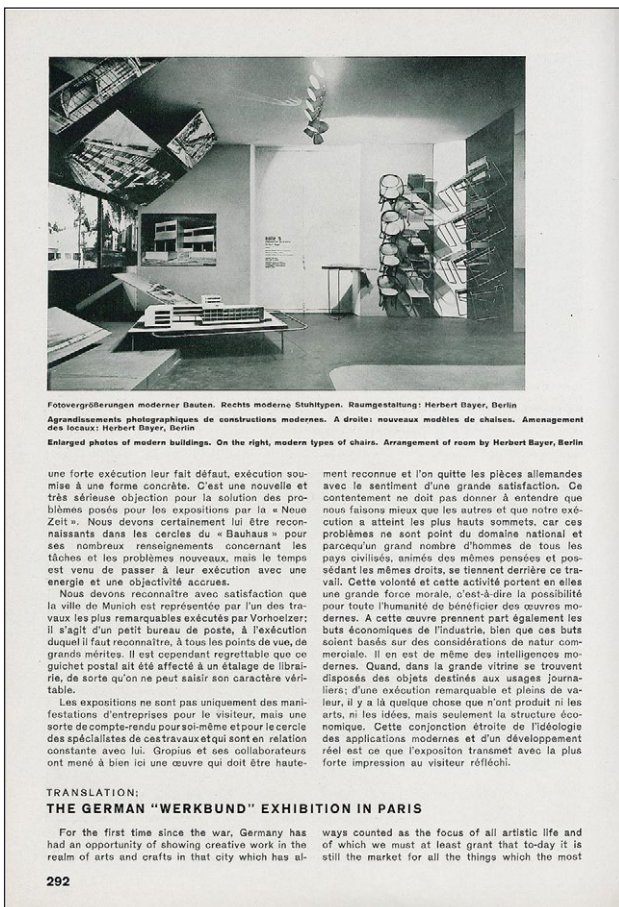 Fotovergrößerungen moderner Bauten. Rechts moderne Stuhltypen. Raumgestaltung: Herbert Bayer, Berlin
Agrandissements photographiques de constructions modernes. A droite: nouveaux modèles de chaises. Amenagement
des locaux: Herbert Bayer, Berlin
Enlarged photos of modern buildings. On the right, modern types of chairs. Arrangement of room by Herbert Bayer, Berlin
une forte exécution leur fait défaut, exécution sou-
mise à une forme concrète. C'est une nouvelle et
très sérieuse objection pour la solution des pro-
blèmes posés pour les expositions par la « Neue
Zeit ». Nous devons certainement lui être recon-
naissants dans les cercles du « Bauhaus » pour
ses nombreux renseignements concernant les
tâches et les problèmes nouveaux, mais le temps
est venu de passer à leur exécution avec une
energie et une objectivité accrues.
Nous devons reconnaître avec satisfaction que
la ville de Munich est représentée par l'un des tra-
vaux les plus remarquables exécutés par Vorhoelzer;
il s'agit d'un petit bureau de poste, à l'exécution
duquel il faut reconnaître, à tous les points de vue, de
grands mérites. Il est cependant regrettable que ce
guichet postal ait été affecté à un étalage de librai-
rie, de sorte qu'on ne peut saisir son caractère véri-
table.
Les expositions ne sont pas uniquement des mani-
festations d'entreprises pour le visiteur, mais une
sorte de compte-rendu pour soi-même et pour le cercle
des spécialistes de ces travaux et qui sont en relation
constante avec lui. Gropius et ses collaborateurs
ont mené à bien ici une œuvre qui doit être haute-
ment reconnue et l'on quitte les pièces allemandes
avec le sentiment d'une grande satisfaction. Ce
contentement ne doit pas donner à entendre que
nous faisons mieux que les autres et que notre exé-
cution a atteint les plus hauts sommets, car ces
problèmes ne sont point du domaine national et
parcequ'un grand nombre d'hommes de tous les
pays civilisés, animés des mêmes pensées et pos-
sédant les mêmes droits, se tiennent derrière ce tra-
vail. Cette volonté et cette activité portent en elles
une grande force morale, c'est-à-dire la possibilité
pour toute l'humanité de bénéficier des œuvres mo-
dernes. A cette œuvre prennent part également les
buts économiques de l'industrie, bien que ces buts
soient basés sur des considérations de natur com-
merciale. Il en est de même des intelligences mo-
dernes. Quand, dans la grande vitrine se trouvent
disposés des objets destinés aux usages journa-
liers; d'une exécution remarquable et pleins de va-
leur, il y a là quelque chose que n'ont produit ni les
arts, ni les idées, mais seulement la structure éco-
nomique. Cette conjonction étroite de l'idéologie
des applications modernes et d'un développement
réel est ce que l'expositon transmet avec la plus
forte impression au visiteur réfléchi.
TRANSLATION:
THE GERMAN "WERKBUND" EXHIBITION IN PARIS
For the first time since the war, Germany has
had an opportunity of showing creative work in the
realm of arts and crafts in that city which has al-
ways counted as the focus of all artistic life and
of which we must at least grant that to-day it is
still the market for all the things which the most
292